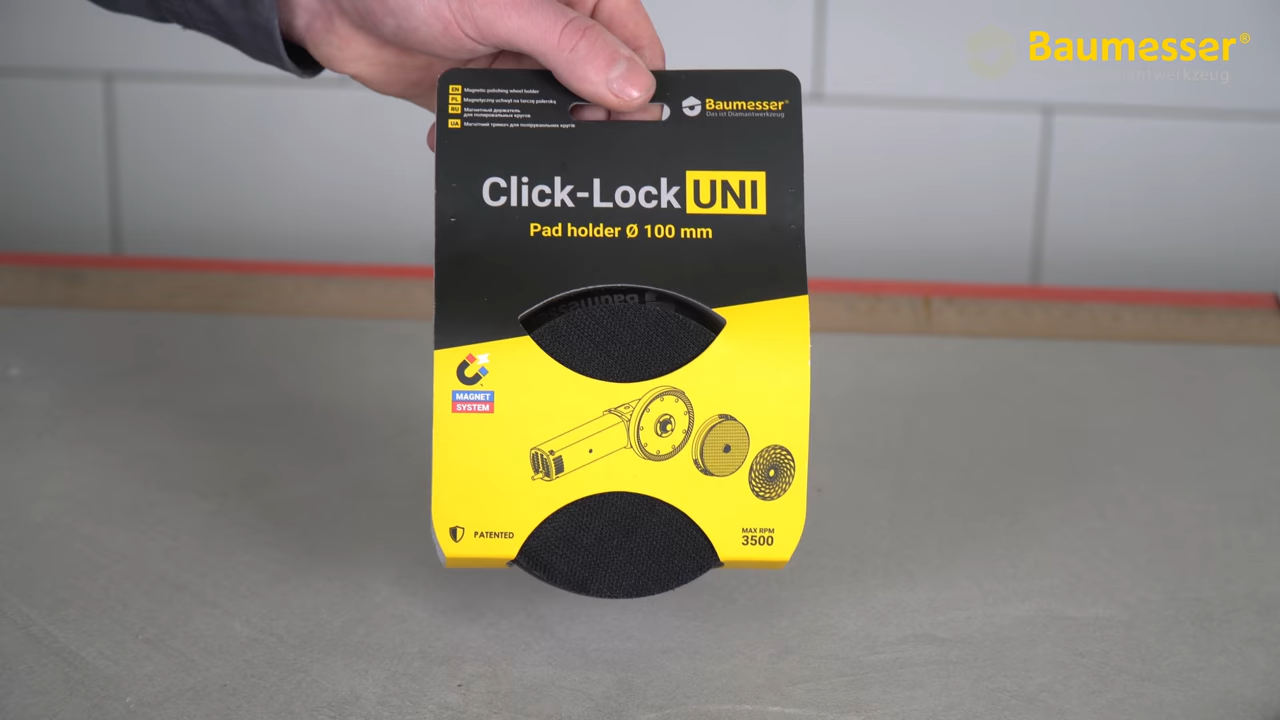 Baumesser®
EN Magnetic polishing wheel holder
PL Magnetyczny uchwyt na tarczę polerską
RU Магнитный держатель
для полировальных кругов
UA Магнітний тримач для полірувальних кругів
Baumesser®
Das ist Diamantwerkzeug
Click-Lock UNI
Pad holder Ø 100 mm
baumesser
MAGNET
SYSTEM
PATENTED
MAX RPM
3500